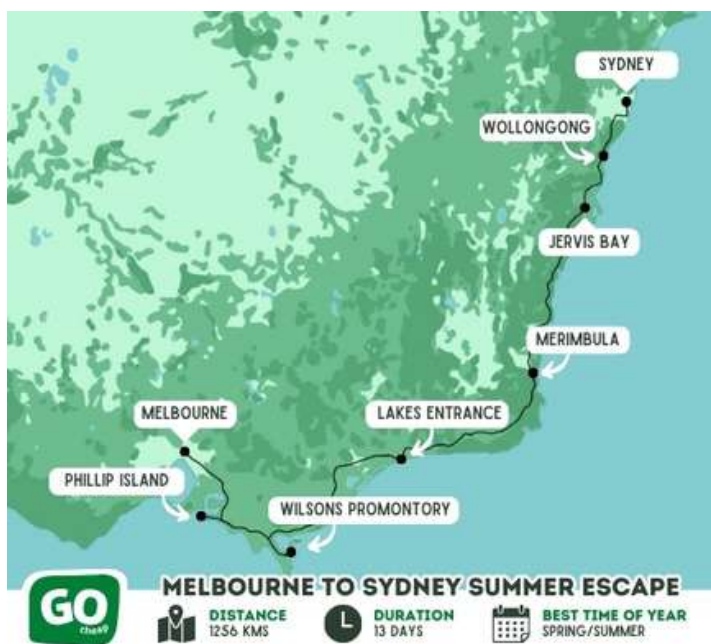 SYDNEY
WOLLONGONG
JERVIS BAY
MERIMBULA
MELBOURNE
LAKES ENTRANCE
PHILLIP ISLAND
WILSONS PROMONTORY
GO
cheap
MELBOURNE TO SYDNEY SUMMER ESCAPE
DISTANCE
1256 KMS
DURATION
13 DAYS
BEST TIME OF YEAR
SPRING/SUMMER